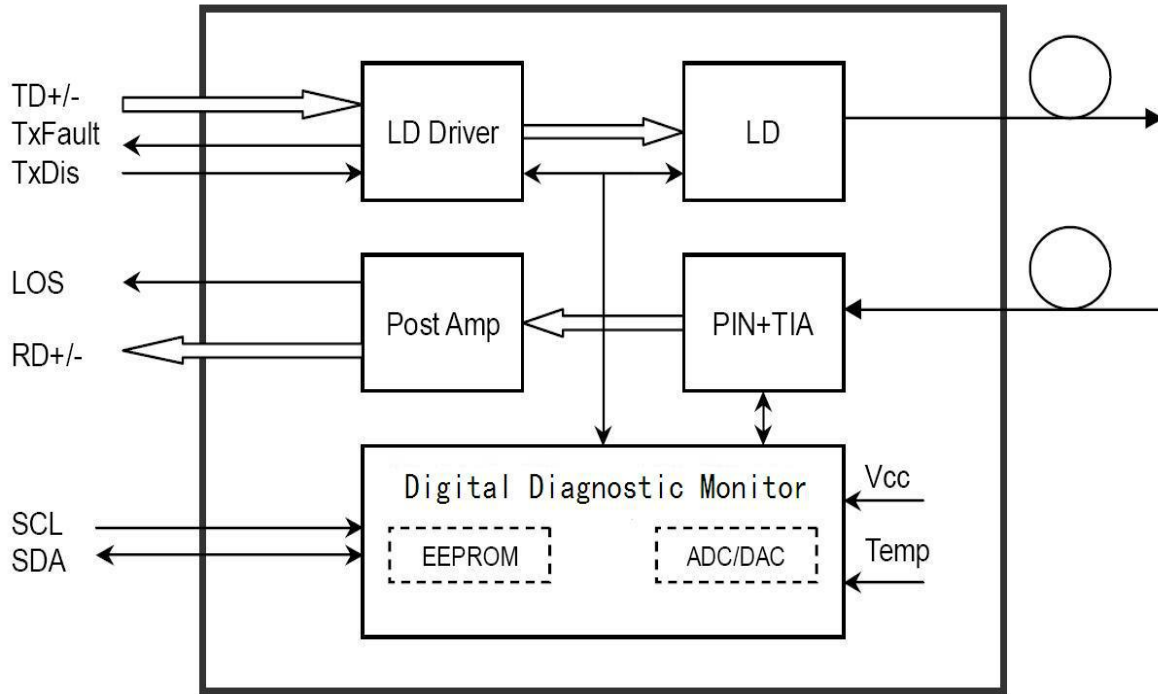 TD+/-
TxFault
TxDis
LD Driver
LD
LOS
RD+/-
Post Amp
PIN+TIA
Digital Diagnostic Monitor
EEPROM
ADC/DAC
Vcc
Temp
SCL
SDA